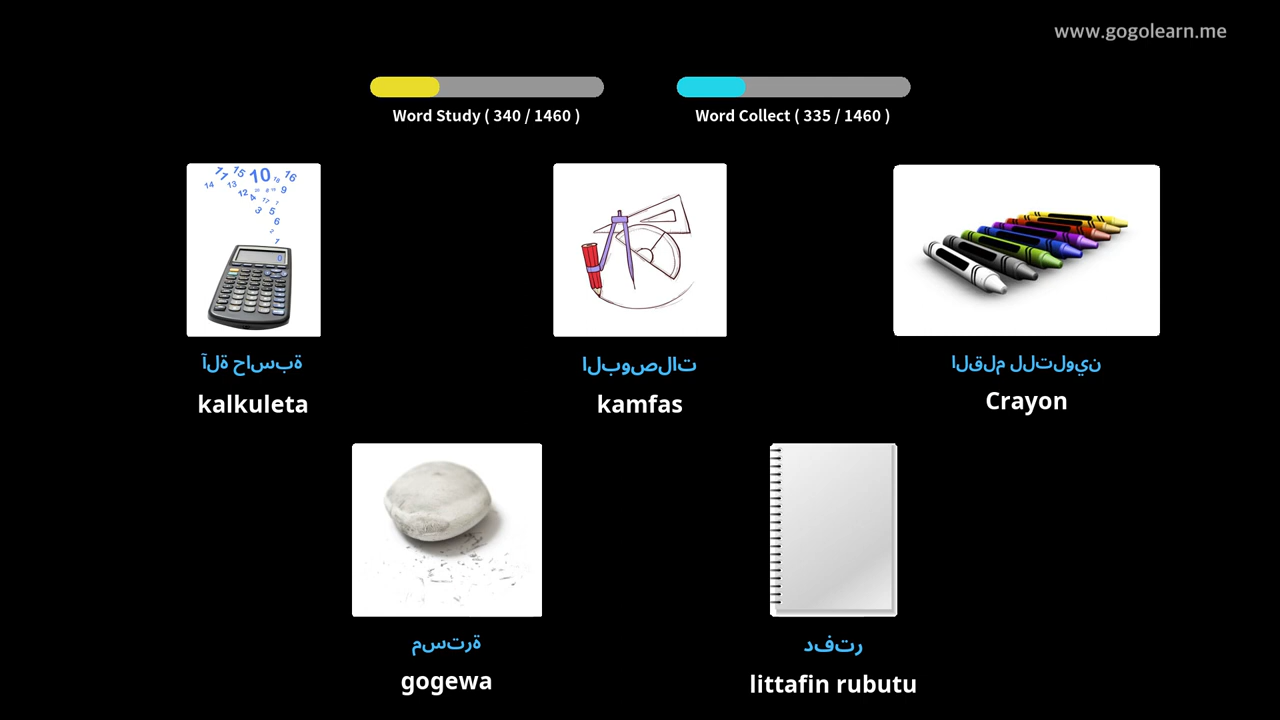 www.gogolearn.me
Word Study ( 340 / 1460 )
Word Collect ( 335 / 1460 )
آلة حاسبة
البوصلات
القلم للتلوين
kalkuleta
kamfas
Crayon
مسترة
دفتر
gogewa
littafin rubutu